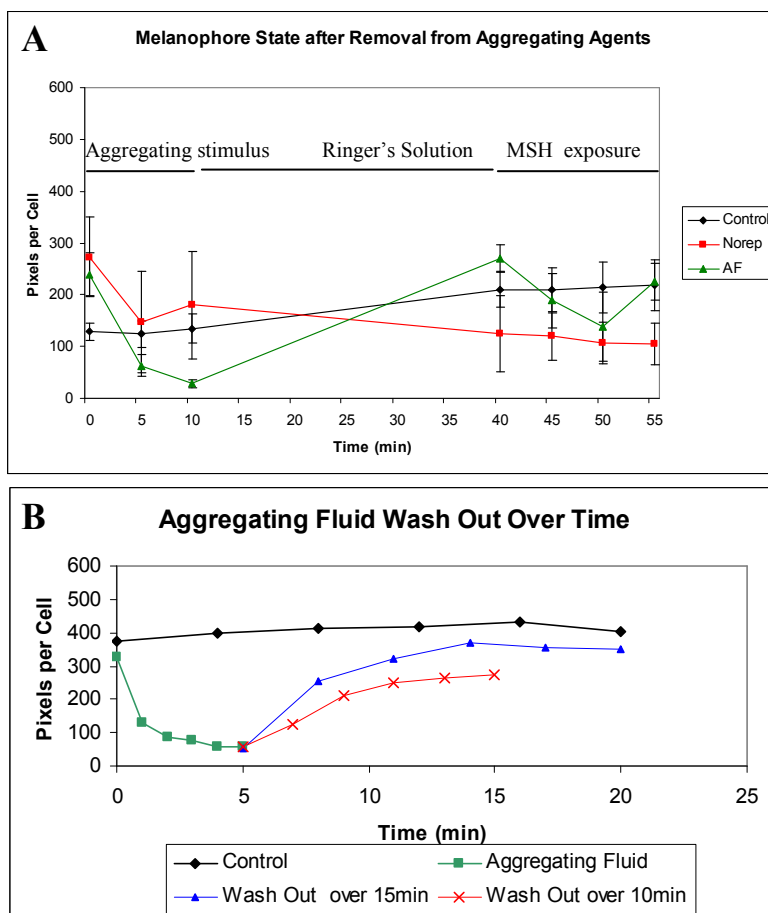 A
Melanophore State after Removal from Aggregating Agents
600
500
400
300
200
100
0
Pixels per Cell
Aggregating stimulus
Ringer's Solution
MSH exposure
0 5 10 15 20 25 30 35 40 45 50 55
Time (min)
Control
Norep
AF
B
Aggregating Fluid Wash Out Over Time
600
500
400
300
200
100
0
Pixels per Cell
0 5 10 15 20 25
Time (min)
Control
Aggregating Fluid
Wash Out over 15min
Wash Out over 10min